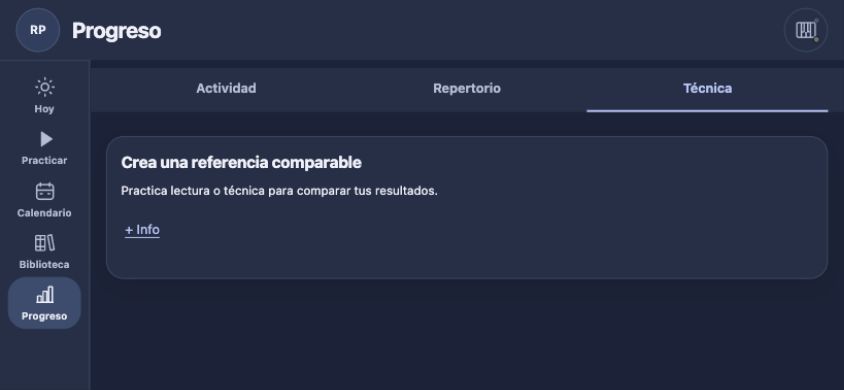 RP
Progreso
Hoy
Practicar
Calendario
Biblioteca
Progreso
Actividad
Repertorio
Técnica
Crea una referencia comparable
Practica lectura o técnica para comparar tus resultados.
+ Info